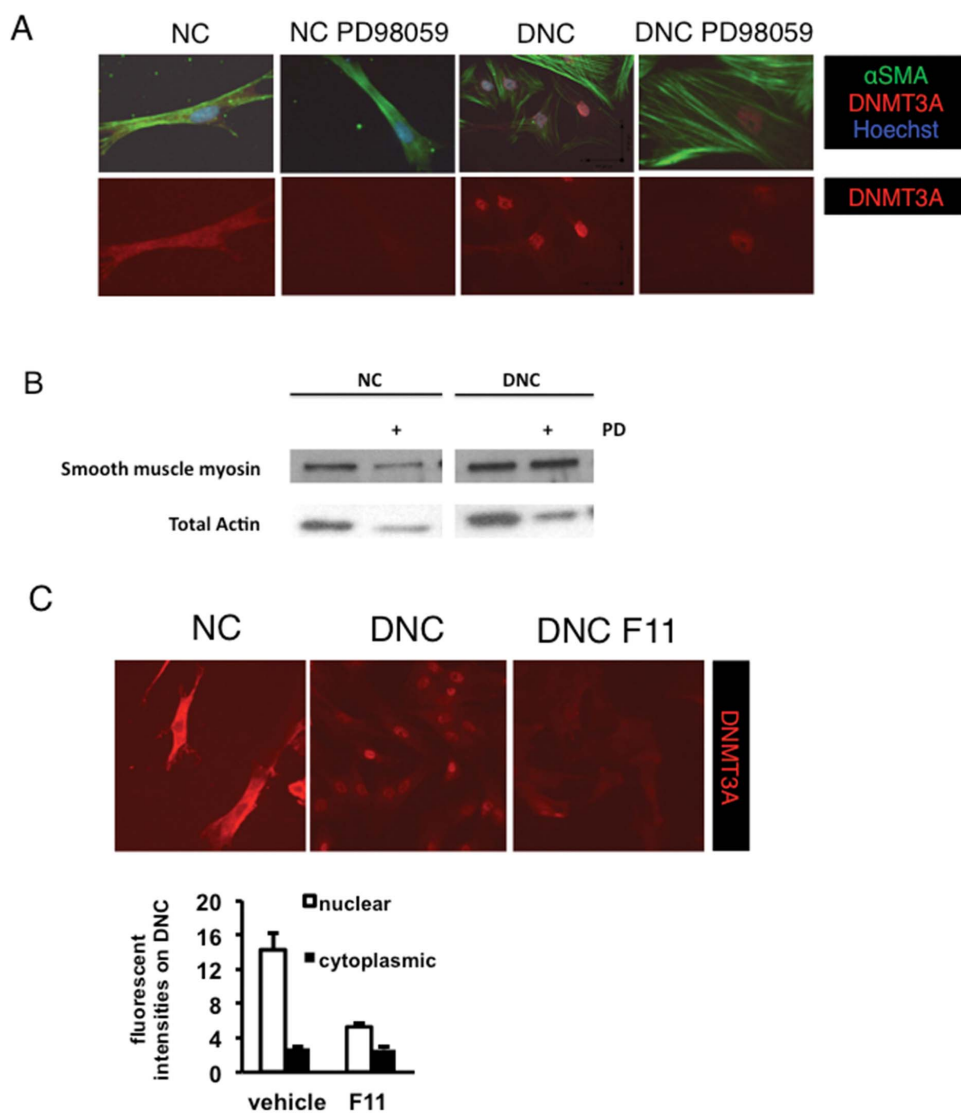 A
NC NC PD98059 DNC DNC PD98059
αSMA
DNMT3A
Hoechst
DNMT3A
B
NC DNC
+ + PD
Smooth muscle myosin
Total Actin
C
NC DNC DNC F11
DNMT3A
fluorescent
intensities on DNC
20
16
12
8
4
0
nuclear
cytoplasmic
vehicle F11